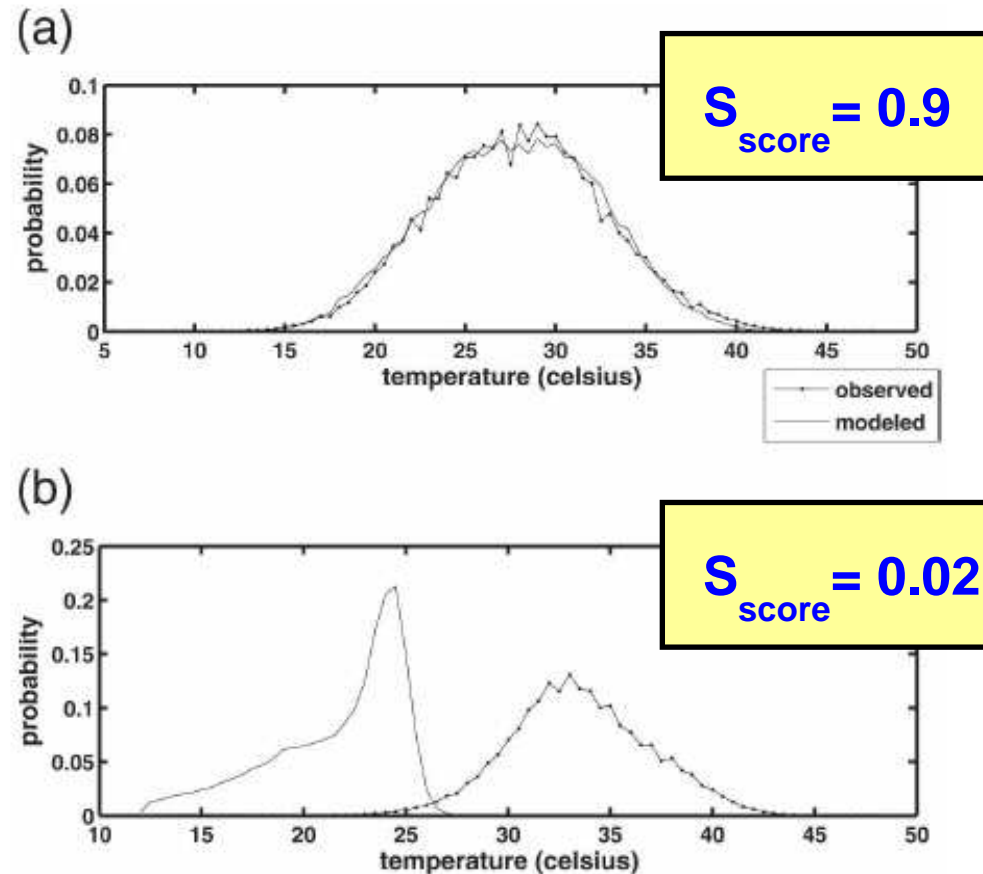 (a)
S score = 0.9
0.1
0.08
0.06
0.04
0.02
0
probability
5 10 15 20 25 30 35 40 45 50
temperature (celsius)
observed
modeled
(b)
S score = 0.02
0.25
0.2
0.15
0.1
0.05
0
probability
10 15 20 25 30 35 40 45 50
temperature (celsius)